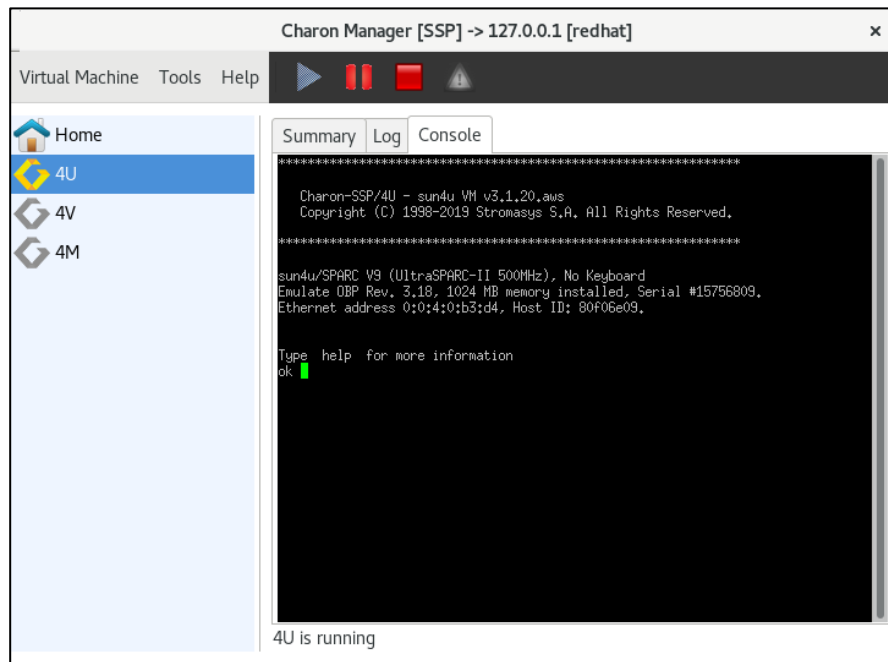 Charon Manager [SSP] -> 127.0.0.1 [redhat]
×
Virtual Machine Tools Help
Home
4U
4V
4M
Summary Log Console
****************************************************************
Charon-SSP/4U - sun4u VM v3.1.20.aws
Copyright (C) 1998-2019 Stromasys S.A. All Rights Reserved.
****************************************************************
sun4u/SPARC V9 (UltraSPARC-II 500MHz), No Keyboard
Emulate OBP Rev. 3.18, 1024 MB memory installed, Serial #15756809.
Ethernet address 0:0:4:0:b3:d4, Host ID: 80f06e09.
Type help for more information
ok
4U is running